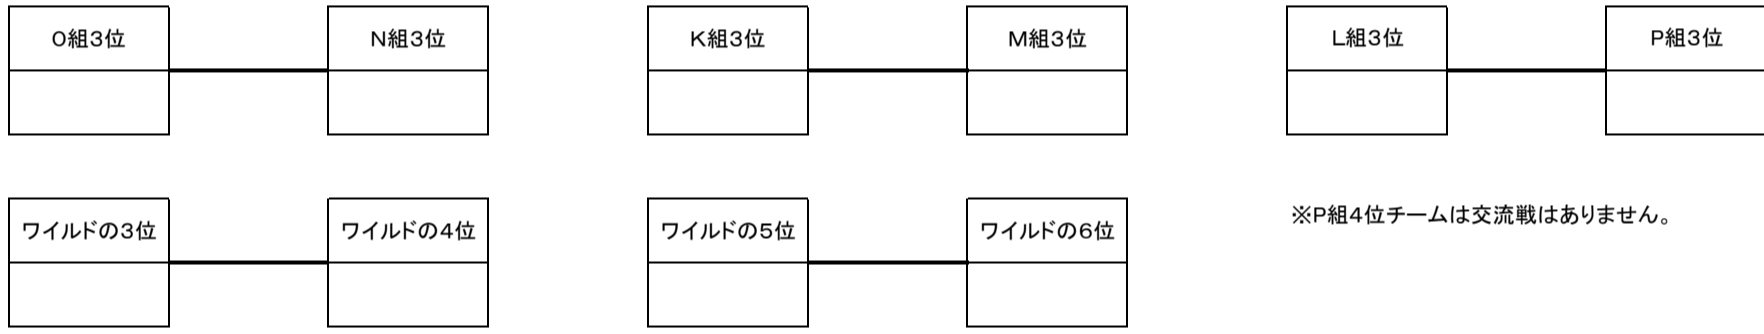 O組3位
N組3位
K組3位
M組3位
L組3位
P組3位
ワイルドの3位
ワイルドの4位
ワイルドの5位
ワイルドの6位
※P組4位チームは交流戦はありません。